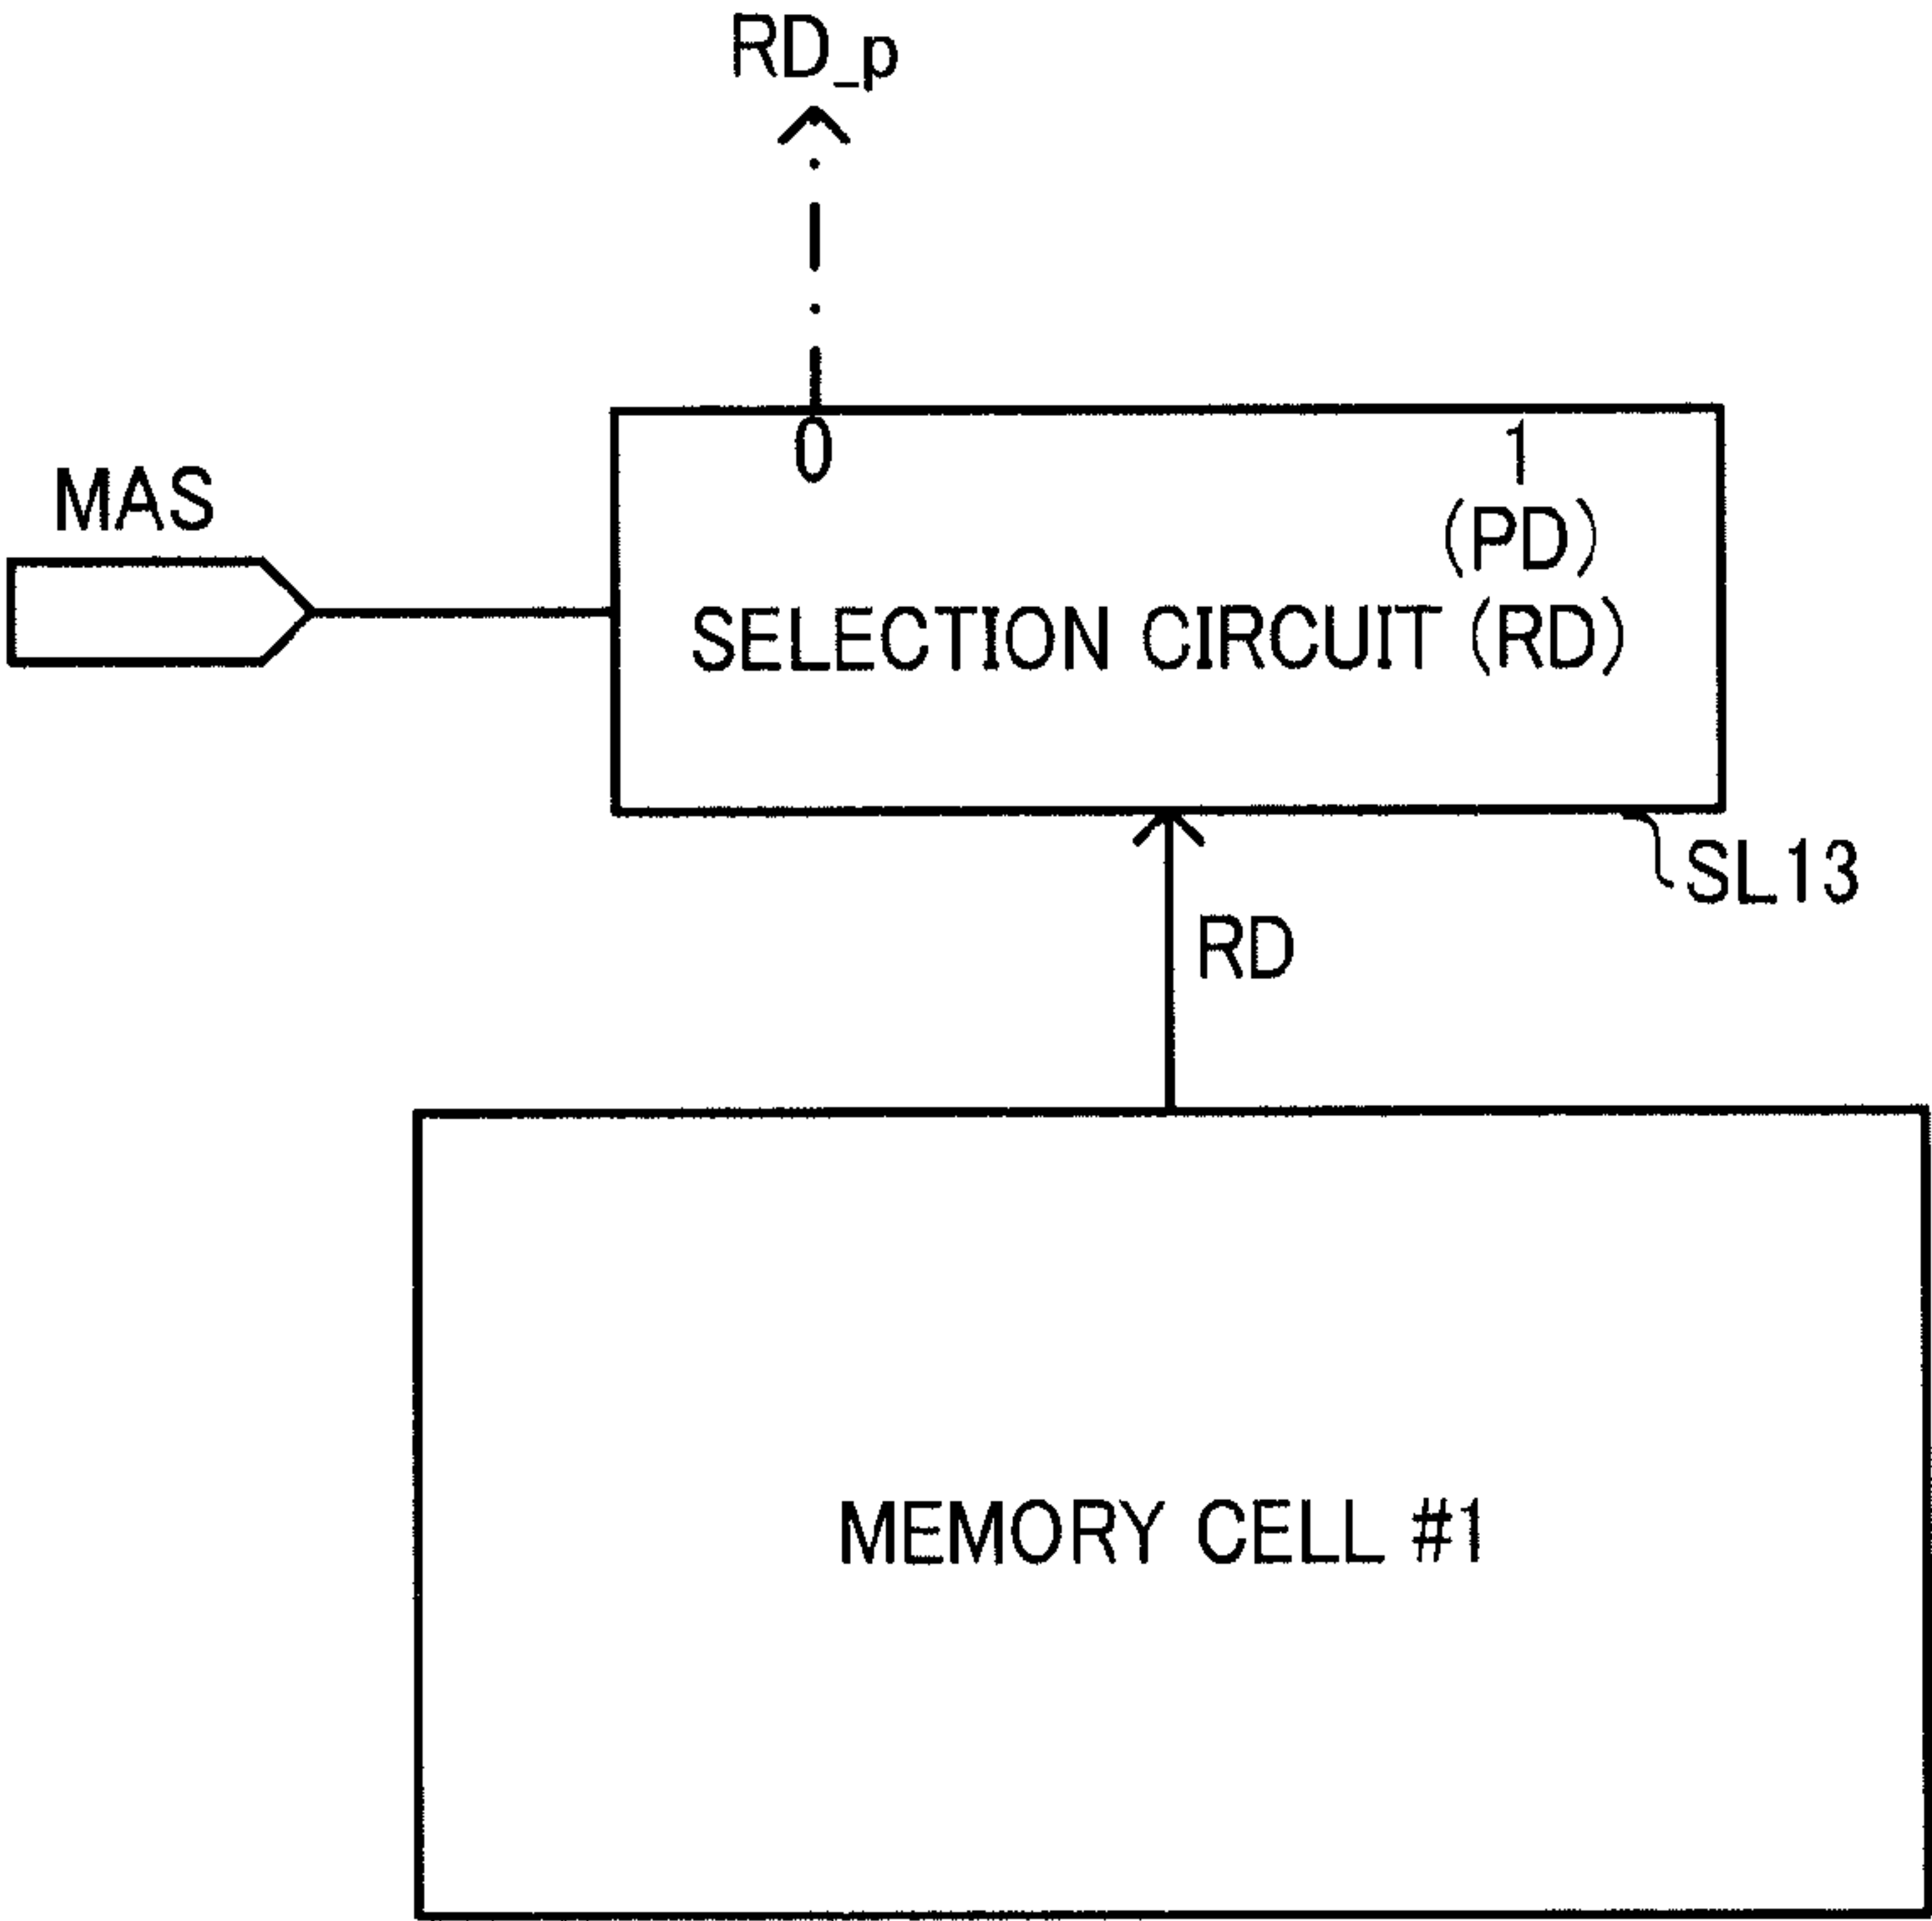 RD_p
0
1
(PD)
MAS
SELECTION CIRCUIT (RD)
SL13
RD
MEMORY CELL #1